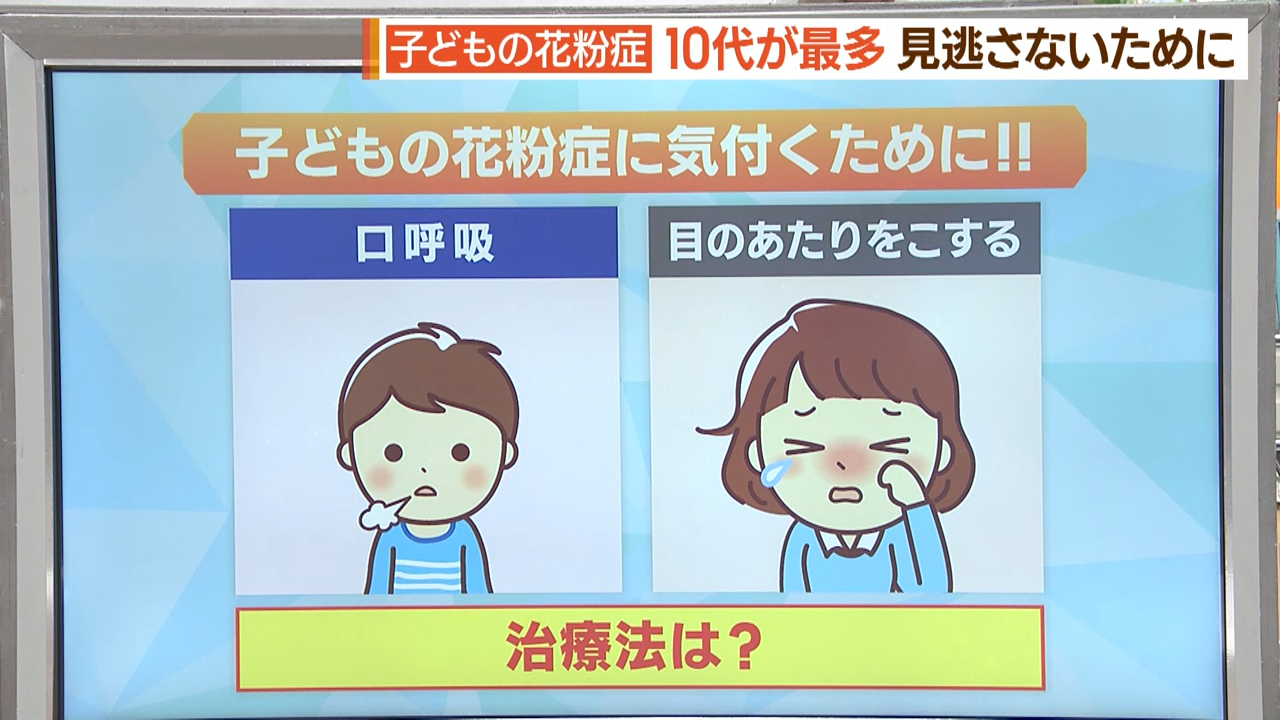 子どもの花粉症 10代が最多 見逃さないために
子どもの花粉症に気付くために!!
口呼吸
目のあたりをこする
治療法は？